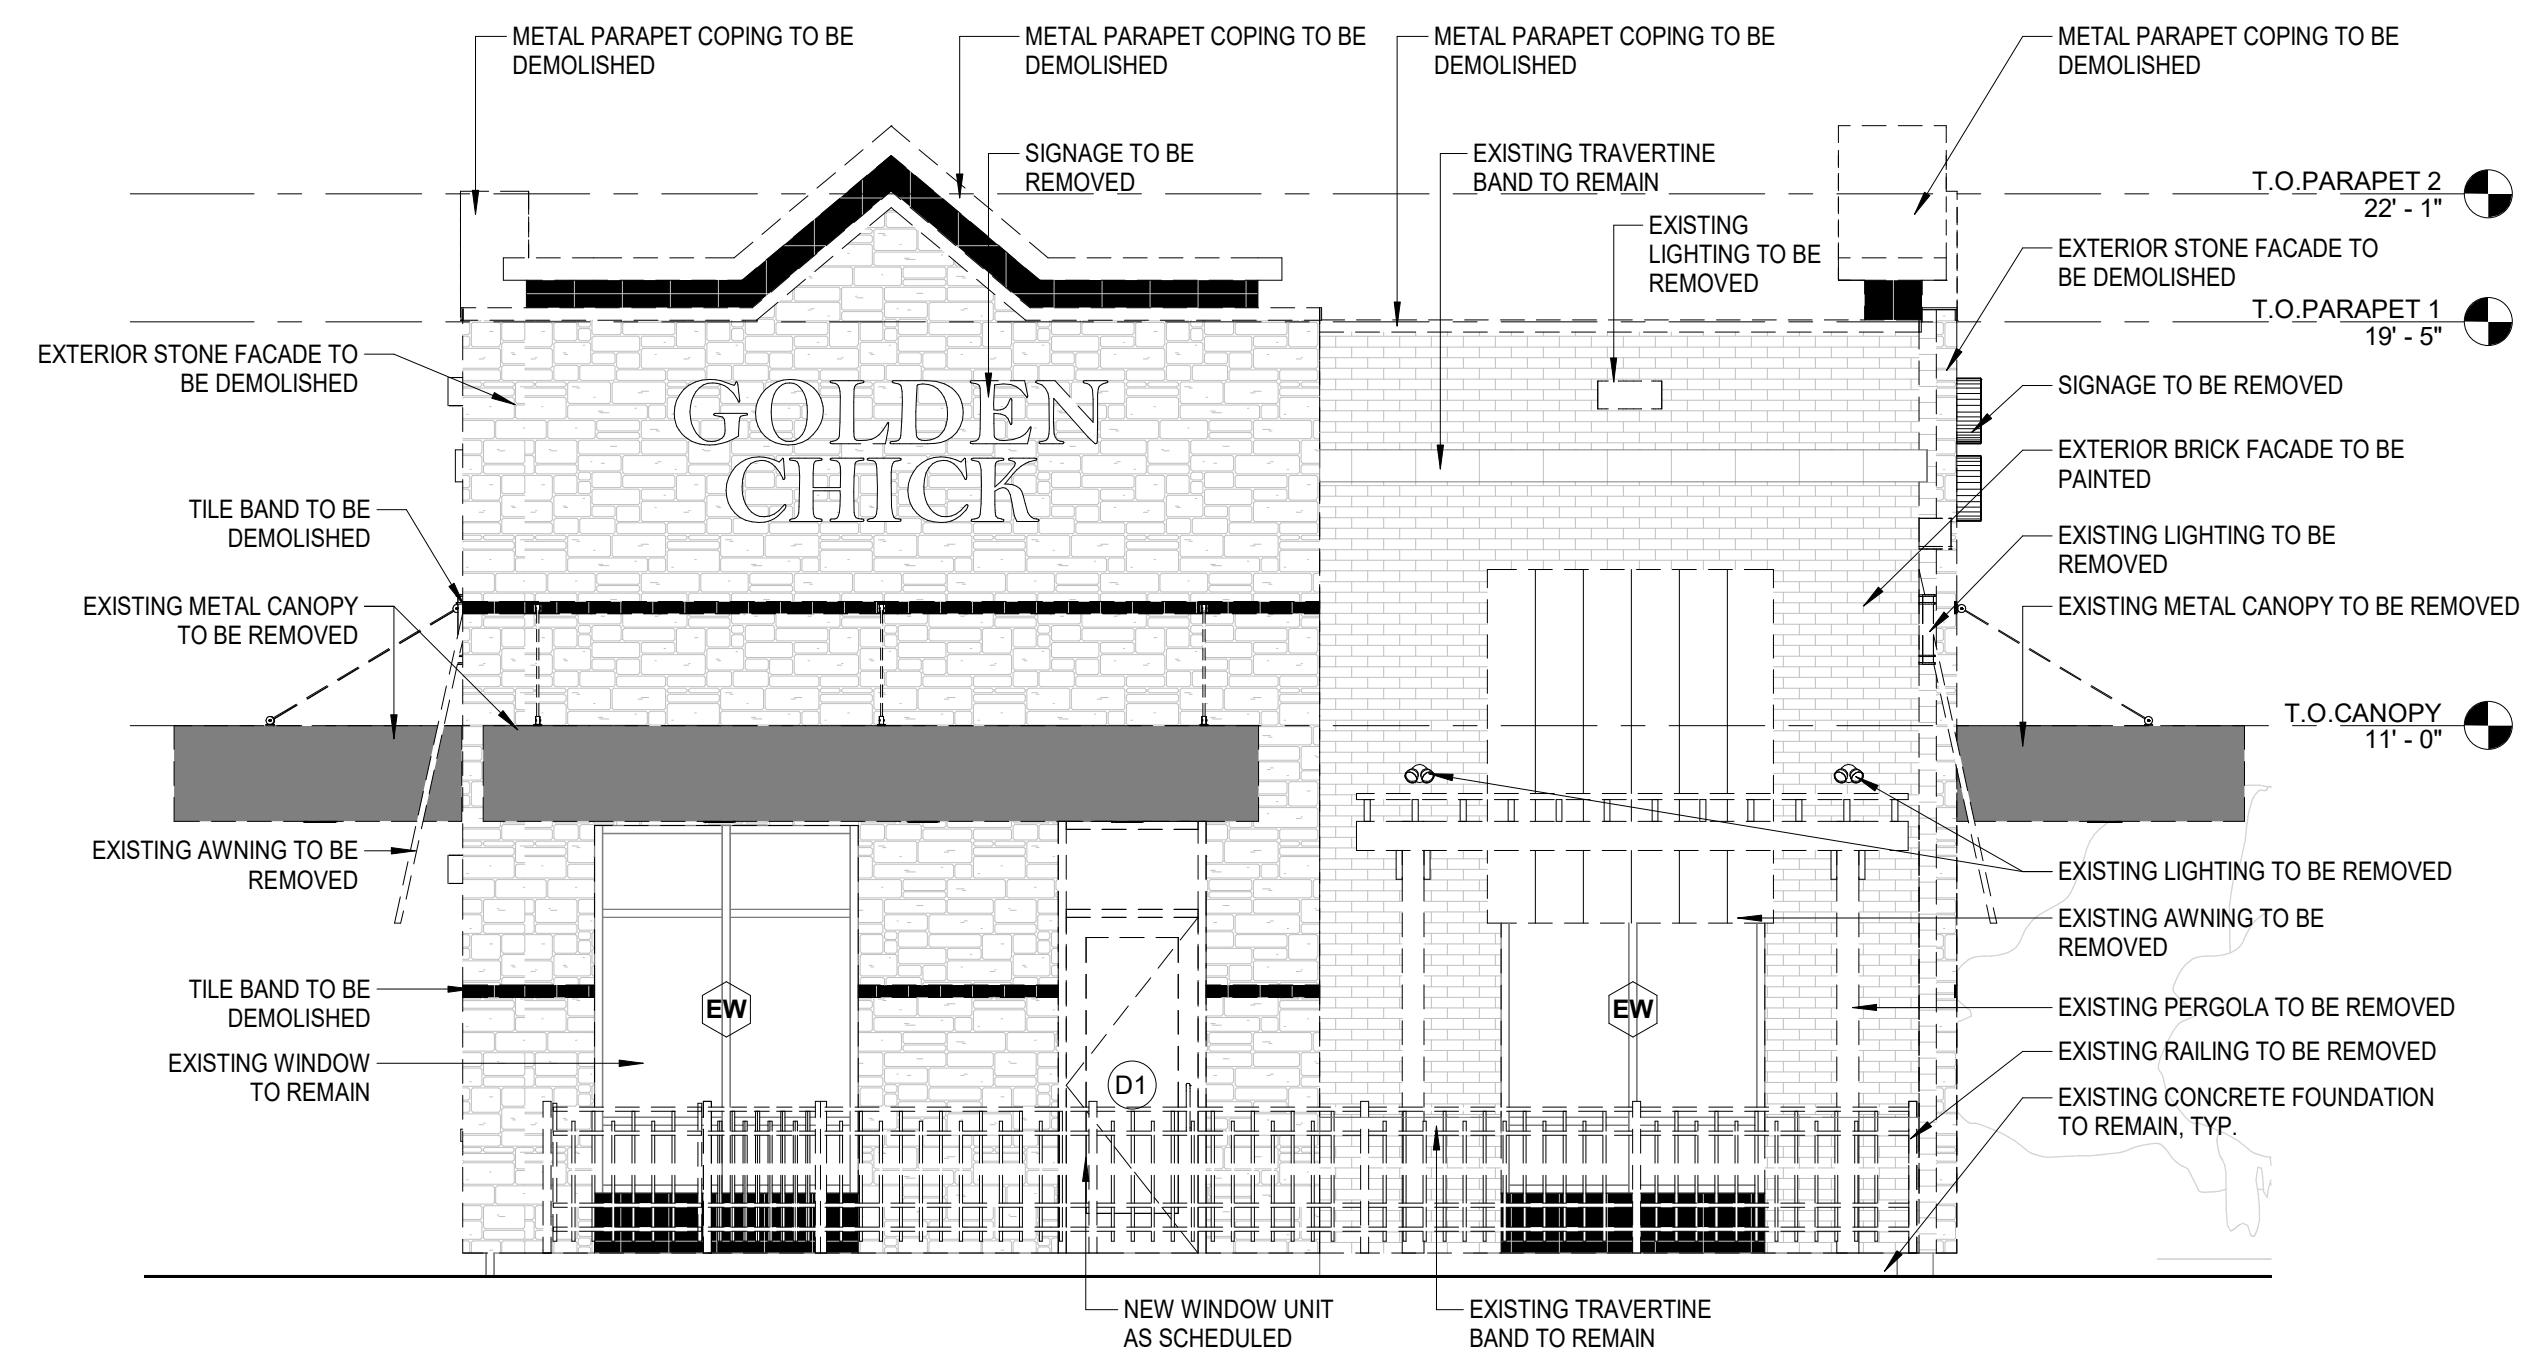 METAL PARAPET COPING TO BE
DEMOLISHED
METAL PARAPET COPING TO BE
DEMOLISHED
METAL PARAPET COPING TO BE
DEMOLISHED
METAL PARAPET COPING TO BE
DEMOLISHED
SIGNAGE TO BE
REMOVED
EXISTING TRAVERTINE
BAND TO REMAIN
T.O.PARAPET 2
22' - 1"
EXISTING
LIGHTING TO BE
REMOVED
EXTERIOR STONE FACADE TO
BE DEMOLISHED
T.O.PARAPET 1
19' - 5"
EXTERIOR STONE FACADE TO
BE DEMOLISHED
SIGNAGE TO BE REMOVED
GOLDEN
CHICK
EXTERIOR BRICK FACADE TO BE
PAINTED
TILE BAND TO BE
DEMOLISHED
EXISTING LIGHTING TO BE
REMOVED
EXISTING METAL CANOPY
TO BE REMOVED
EXISTING METAL CANOPY TO BE REMOVED
T.O.CANOPY
11' - 0"
EXISTING AWNING TO BE
REMOVED
EXISTING LIGHTING TO BE REMOVED
EXISTING AWNING TO BE
REMOVED
TILE BAND TO BE
DEMOLISHED
EW
EW
EXISTING PERGOLA TO BE REMOVED
EXISTING WINDOW
TO REMAIN
D1
EXISTING RAILING TO BE REMOVED
EXISTING CONCRETE FOUNDATION
TO REMAIN, TYP.
NEW WINDOW UNIT
AS SCHEDULED
EXISTING TRAVERTINE
BAND TO REMAIN